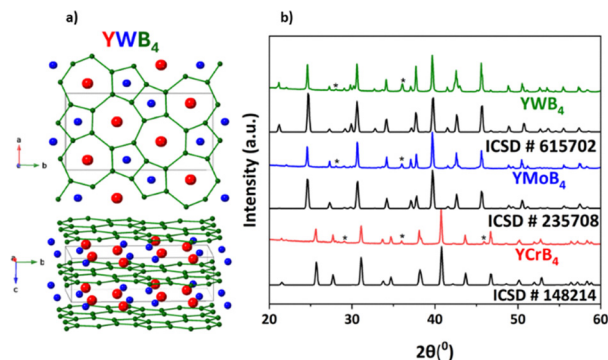 a)
YWB4
a
c
b
a
b
c
b)
Intensity (a.u.)
*
*
YWB4
ICSD # 615702
*
*
YMoB4
ICSD # 235708
*
*
*
YCrB4
ICSD # 148214
20 30 40 50 60
2θ(⁰)